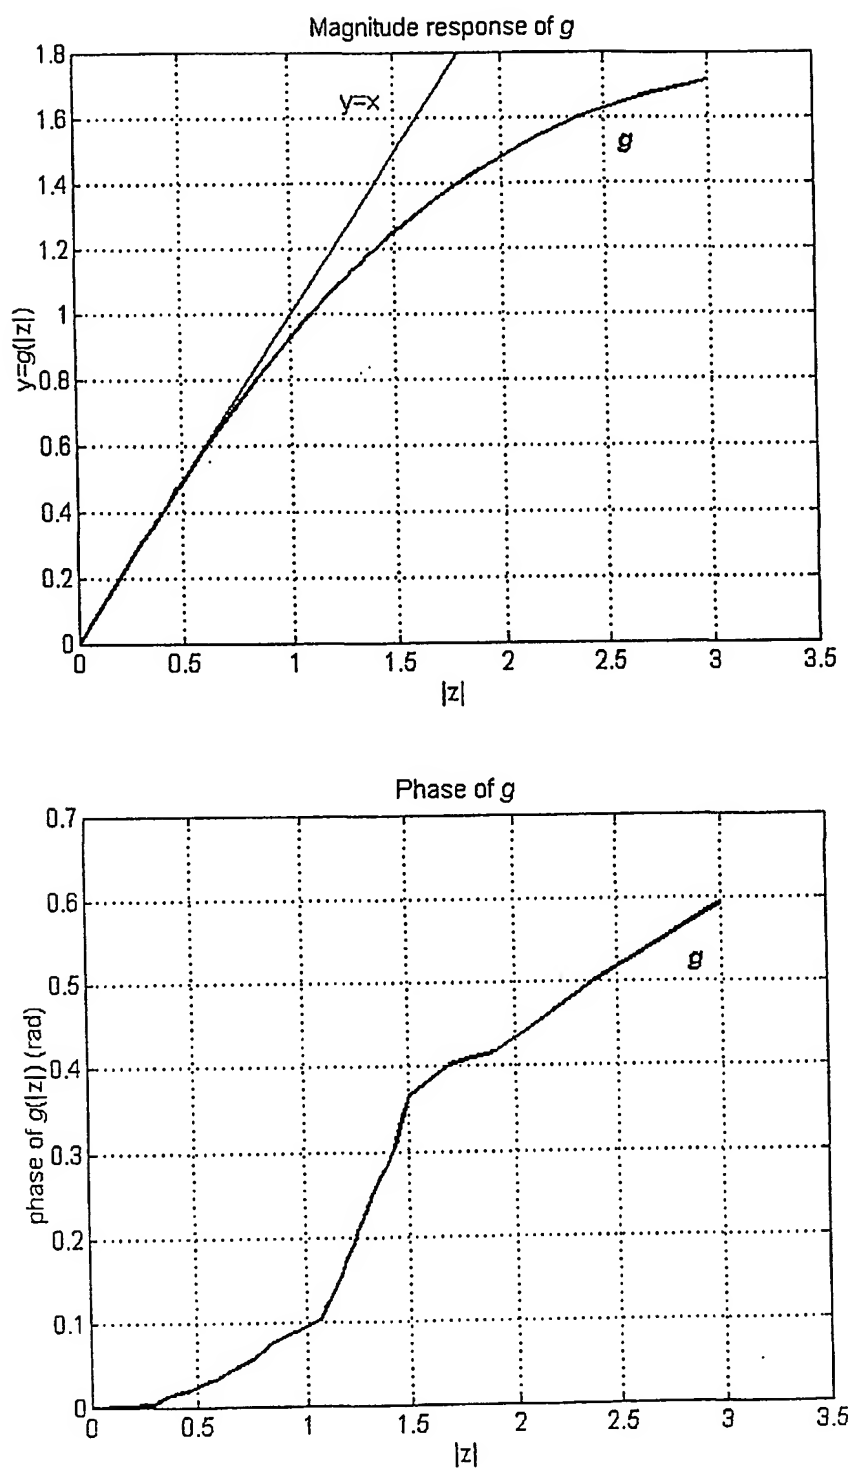 Magnitude response of g
1.8
1.6
1.4
1.2
1
0.8
0.6
0.4
0.2
0
y=g(|z|)
y=x
g
0 0.5 1 1.5 2 2.5 3 3.5
|z|
Phase of g
0.7
0.6
0.5
0.4
0.3
0.2
0.1
0
phase of g(|z|) (rad)
g
0 0.5 1 1.5 2 2.5 3 3.5
|z|